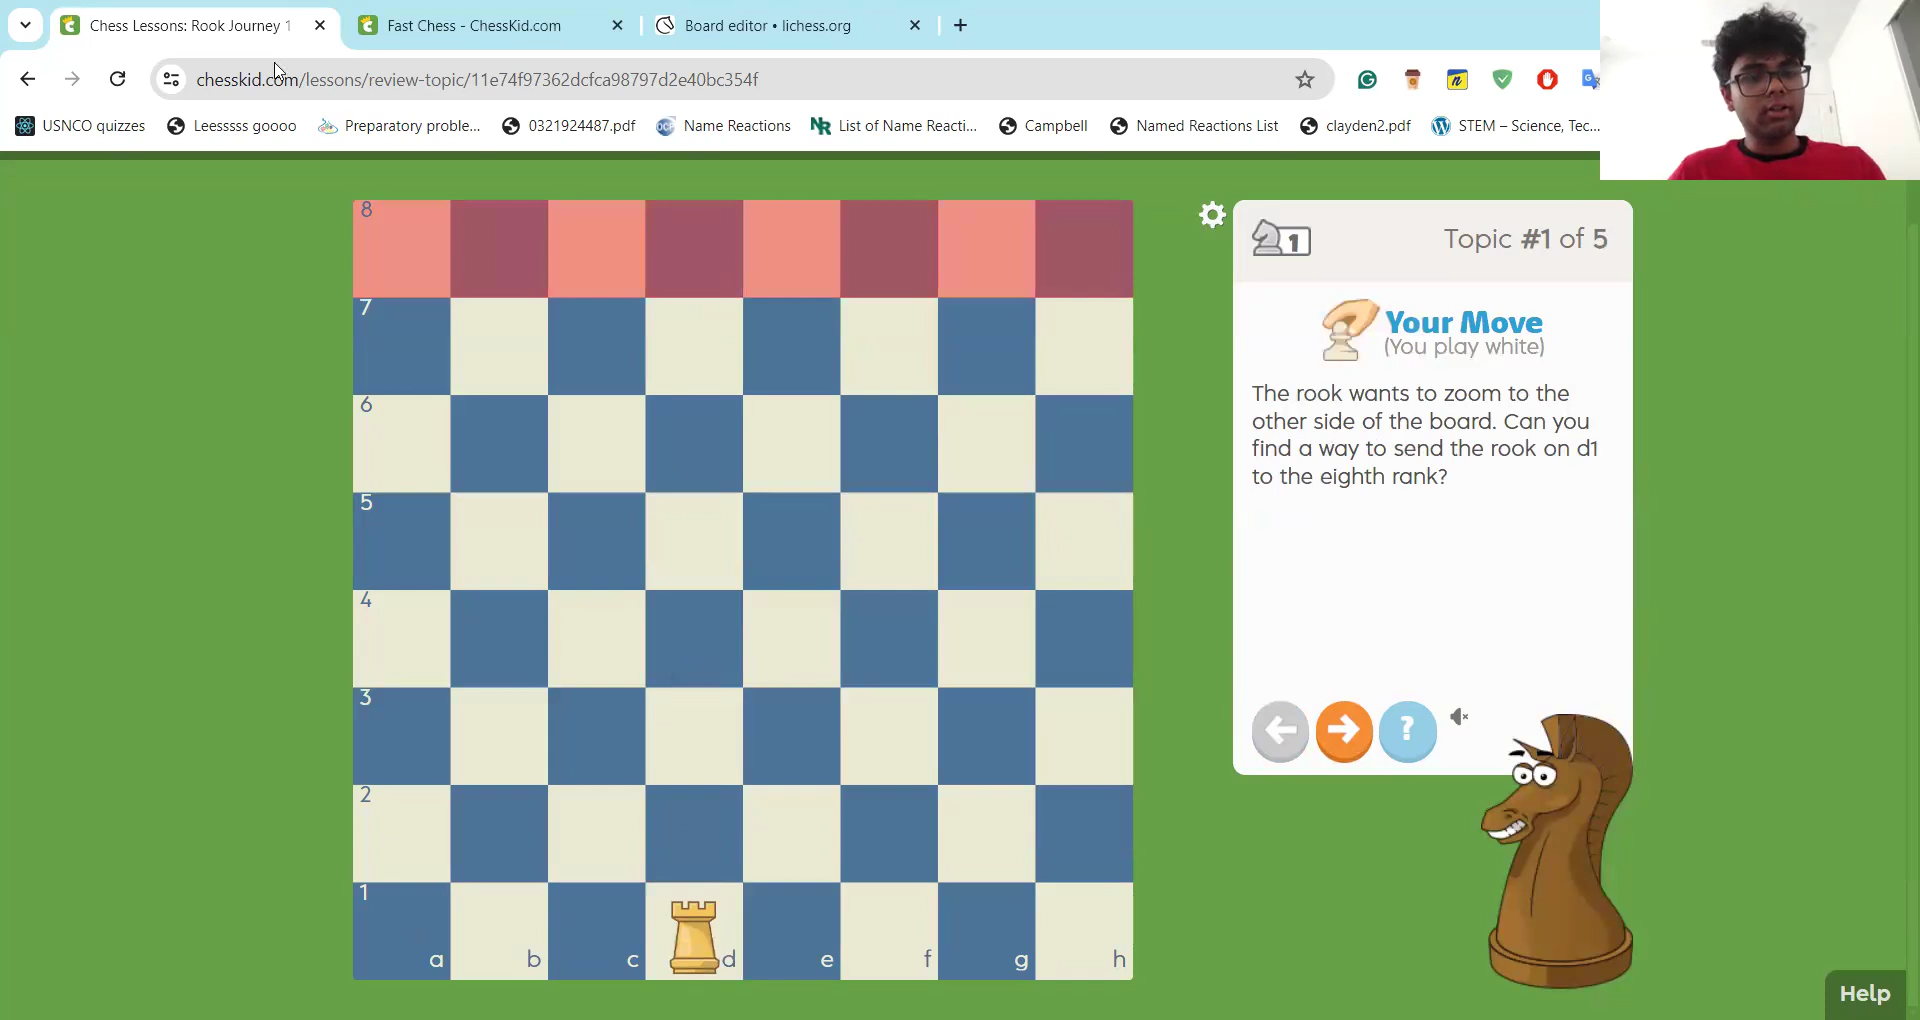 Chess Lessons: Rook Journey 1
Fast Chess - ChessKid.com
Board editor • lichess.org
chesskid.com/lessons/review-topic/11e74f97362dcfca98797d2e40bc354f
USNCO quizzes
Leesssss goooo
Preparatory proble...
0321924487.pdf
Name Reactions
NR
List of Name Reacti...
Campbell
Named Reactions List
clayden2.pdf
STEM – Science, Tec...
1
Topic #1 of 5
Your Move
(You play white)
The rook wants to zoom to the
other side of the board. Can you
find a way to send the rook on d1
to the eighth rank?
?
8
7
6
5
4
3
2
1
a b c d e f g h
Help